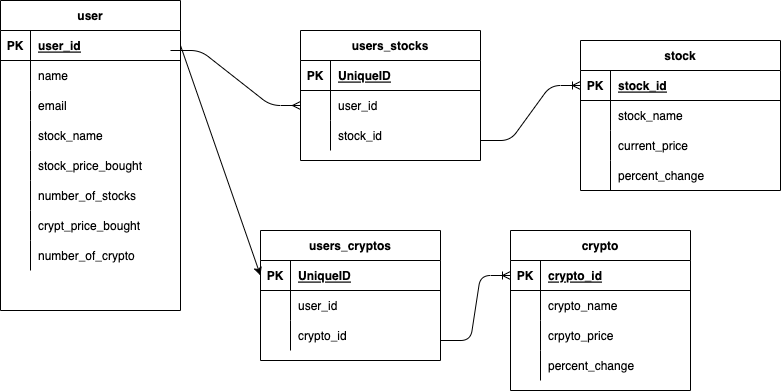 user
PK user_id
name
email
stock_name
stock_price_bought
number_of_stocks
crypt_price_bought
number_of_crypto
users_stocks
PK UniqueID
user_id
stock_id
stock
PK stock_id
stock_name
current_price
percent_change
users_cryptos
PK UniqueID
user_id
crypto_id
crypto
PK crypto_id
crypto_name
crpyto_price
percent_change